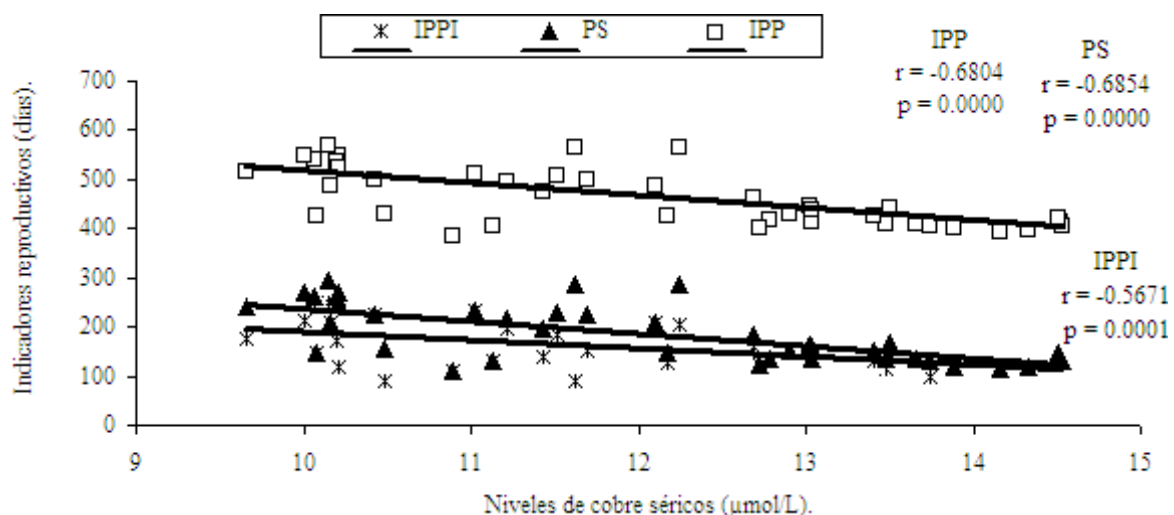 IPPI PS IPP
IPP
r = -0.6804
p = 0.0000
PS
r = -0.6854
p = 0.0000
IPPI
r = -0.5671
p = 0.0001
Indicadores reproductivos (días).
700
600
500
400
300
200
100
0
9 10 11 12 13 14 15
Niveles de cobre séricos (µmol/L).